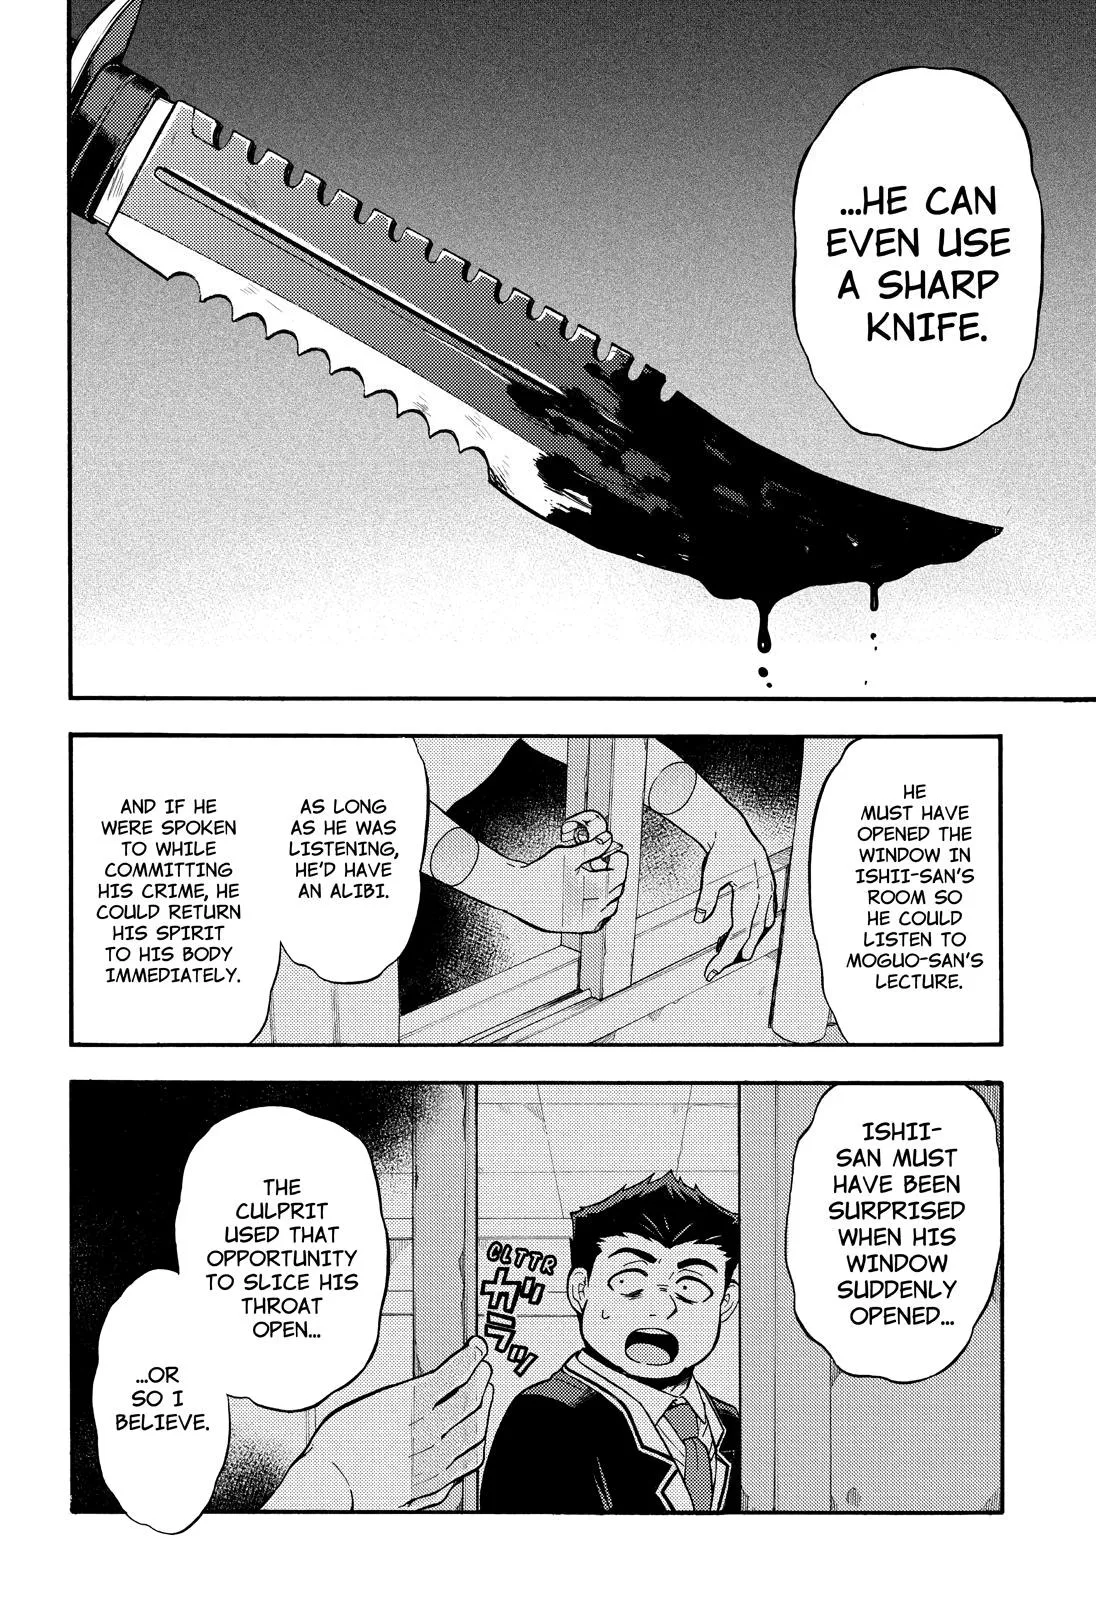 ...HE CAN
EVEN USE
A SHARP
KNIFE.
HE
MUST HAVE
OPENED THE
WINDOW IN
ISHII-SAN'S
ROOM SO
HE COULD
LISTEN TO
MOGUO-SAN'S
LECTURE.
AS LONG
AS HE WAS
LISTENING,
HE'D HAVE
AN ALIBI.
AND IF HE
WERE SPOKEN
TO WHILE
COMMITTING
HIS CRIME, HE
COULD RETURN
HIS SPIRIT
TO HIS BODY
IMMEDIATELY.
ISHII-
SAN MUST
HAVE BEEN
SURPRISED
WHEN HIS
WINDOW
SUDDENLY
OPENED...
CLTTR
ガラッ
THE
CULPRIT
USED THAT
OPPORTUNITY
TO SLICE HIS
THROAT
OPEN...
...OR
SO I
BELIEVE.